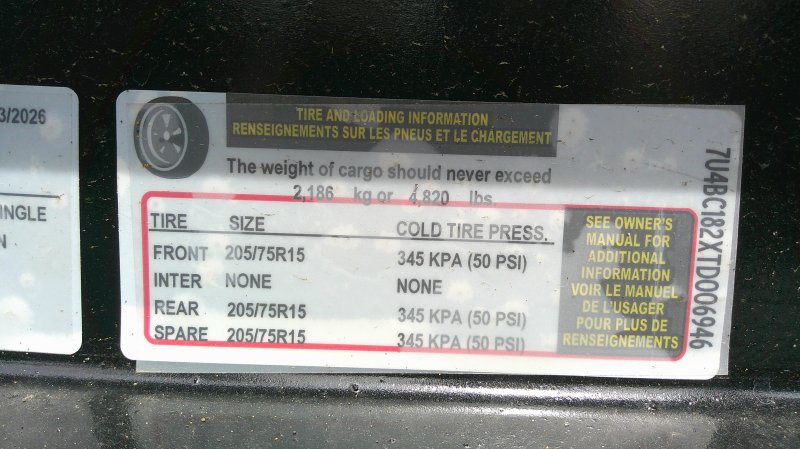 3/2026
INGLE
N
TIRE AND LOADING INFORMATION
RENSEIGNEMENTS SUR LES PNEUS ET LE CHARGEMENT
The weight of cargo should never exceed
2,186 kg or 4,820 lbs.
TIRE SIZE COLD TIRE PRESS.
FRONT 205/75R15 345 KPA (50 PSI)
INTER NONE NONE
REAR 205/75R15 345 KPA (50 PSI)
SPARE 205/75R15 345 KPA (50 PSI)
SEE OWNER'S
MANUAL FOR
ADDITIONAL
INFORMATION
VOIR LE MANUEL
DE L'USAGER
POUR PLUS DE
RENSEIGNEMENTS
7U4BC182XTD006946